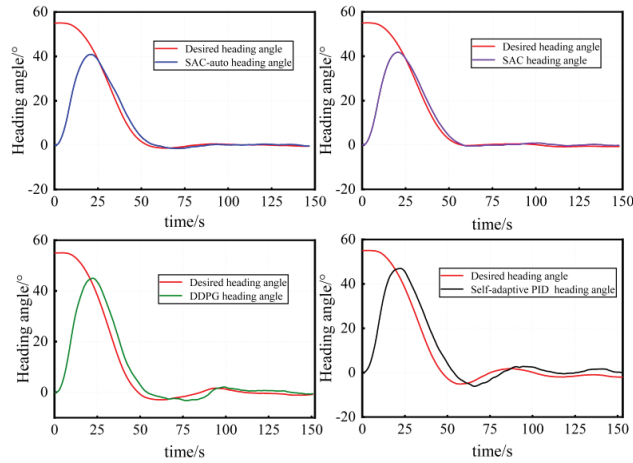 60
40
20
0
-20
Heading angle/°
Desired heading angle
SAC-auto heading angle
0 25 50 75 100 125 150
time/s
60
40
20
0
-20
Heading angle/°
Desired heading angle
SAC heading angle
0 25 50 75 100 125 150
time/s
60
40
20
0
Heading angle/°
Desired heading angle
DDPG heading angle
0 25 50 75 100 125 150
time/s
60
40
20
0
-20
Heading angle/°
Desired heading angle
Self-adaptive PID heading angle
0 25 50 75 100 125 150
time/s